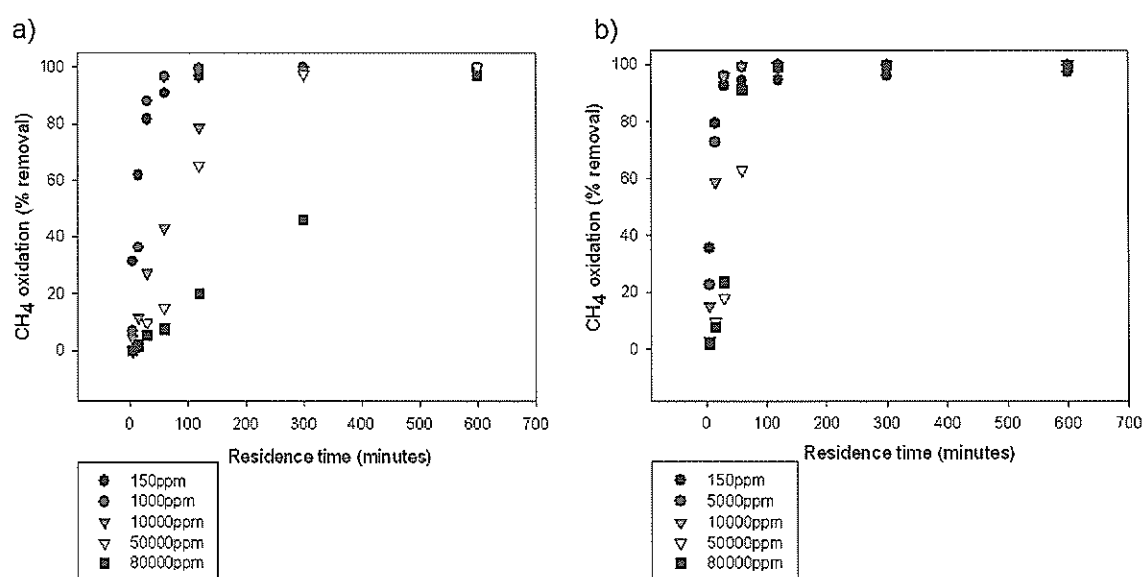 a)
CH4 oxidation (% removal)
100
80
60
40
20
0
0 100 200 300 400 500 600 700
Residence time (minutes)
150ppm
1000ppm
10000ppm
50000ppm
80000ppm
b)
CH4 oxidation (% removal)
100
80
60
40
20
0
0 100 200 300 400 500 600 700
Residence time (minutes)
150ppm
5000ppm
10000ppm
50000ppm
80000ppm